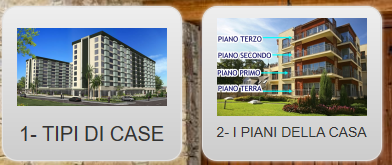 PIANO TERZO
PIANO SECONDO
PIANO PRIMO
PIANO TERRA
1- TIPI DI CASE
2- I PIANI DELLA CASA